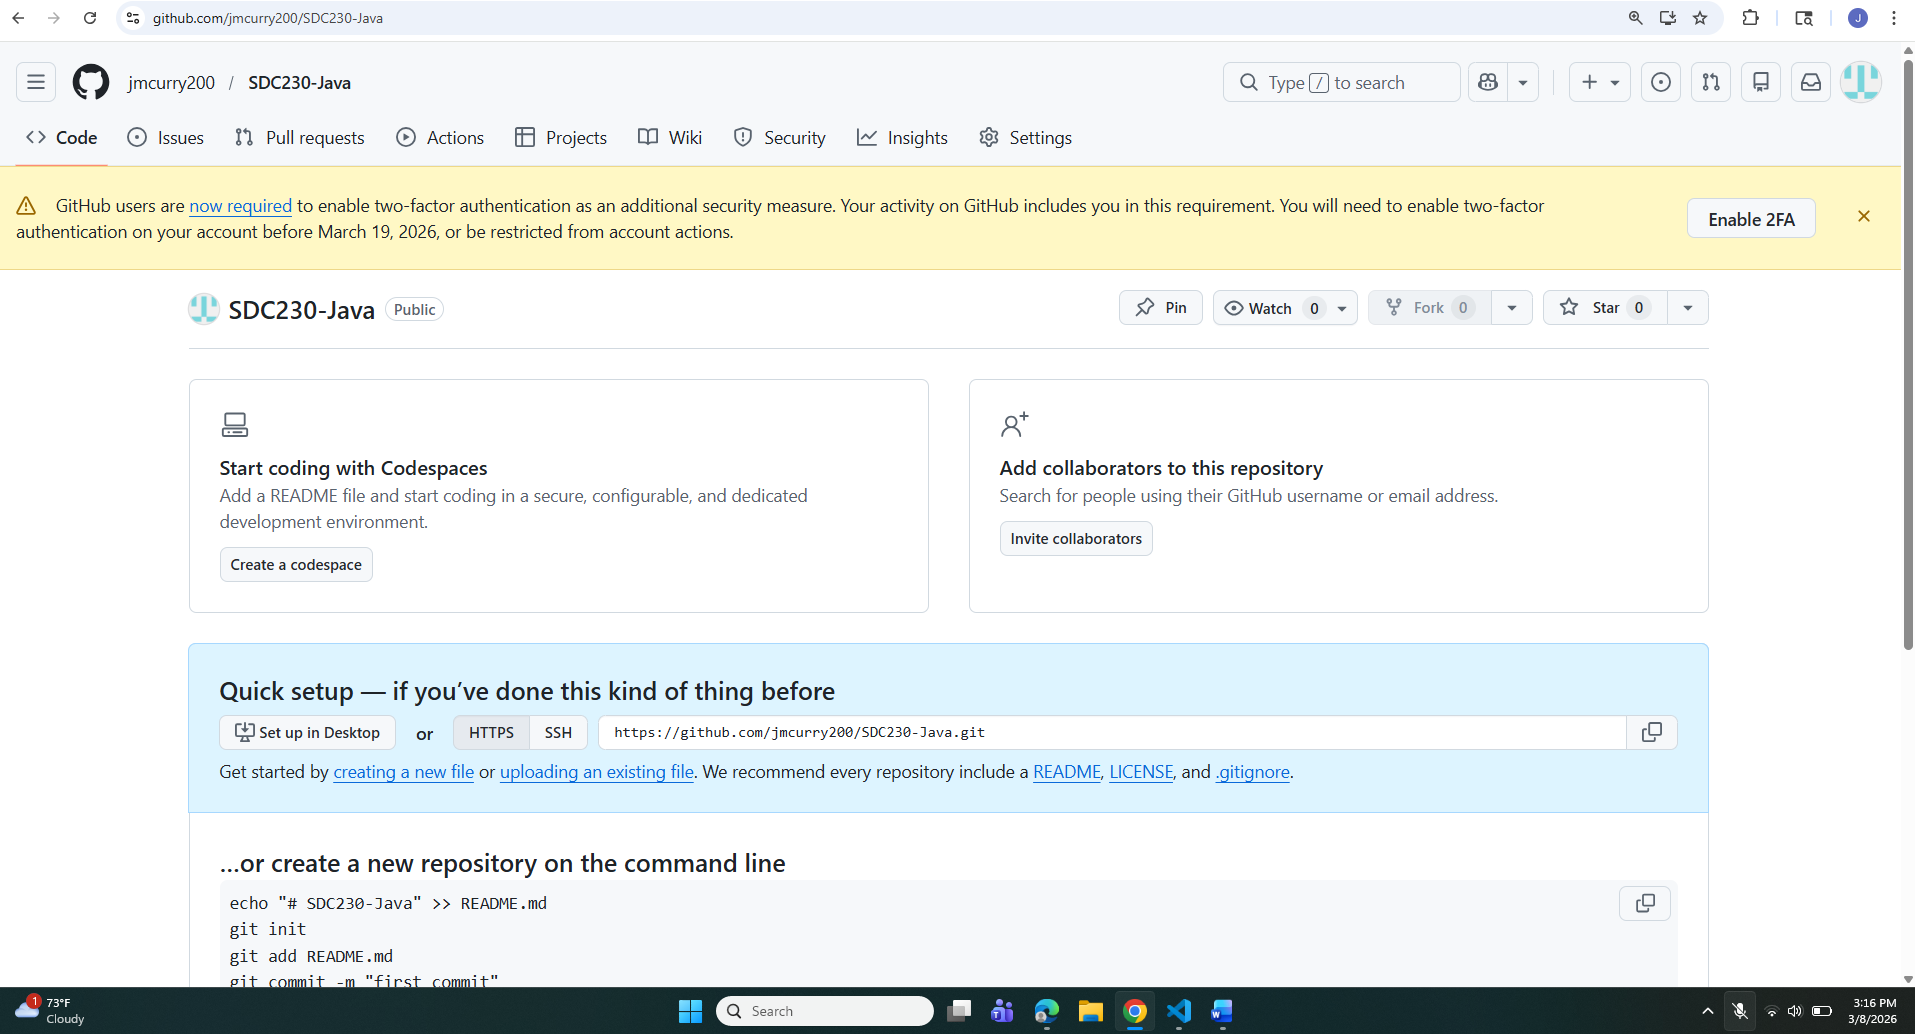 github.com/jmcurry200/SDC230-Java
J
jmcurry200 / SDC230-Java
Type / to search
Code Issues Pull requests Actions Projects Wiki Security Insights Settings
GitHub users are now required to enable two-factor authentication as an additional security measure. Your activity on GitHub includes you in this requirement. You will need to enable two-factor
authentication on your account before March 19, 2026, or be restricted from account actions.
Enable 2FA
SDC230-Java Public
Pin Watch 0 Fork 0 Star 0
Start coding with Codespaces
Add a README file and start coding in a secure, configurable, and dedicated
development environment.
Create a codespace
Add collaborators to this repository
Search for people using their GitHub username or email address.
Invite collaborators
Quick setup — if you’ve done this kind of thing before
Set up in Desktop or HTTPS SSH https://github.com/jmcurry200/SDC230-Java.git
Get started by creating a new file or uploading an existing file. We recommend every repository include a README, LICENSE, and .gitignore.
…or create a new repository on the command line
echo "# SDC230-Java" >> README.md
git init
git add README.md
git commit -m "first commit"
1
73°F
Cloudy
Search
3:16 PM
3/8/2026